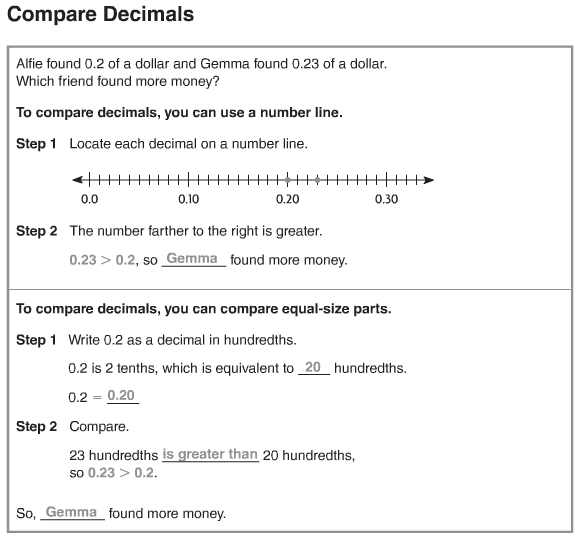 Compare Decimals
Alfie found 0.2 of a dollar and Gemma found 0.23 of a dollar.
Which friend found more money?
To compare decimals, you can use a number line.
Step 1 Locate each decimal on a number line.
0.0 0.10 0.20 0.30
Step 2 The number farther to the right is greater.
0.23 > 0.2, so Gemma found more money.
To compare decimals, you can compare equal-size parts.
Step 1 Write 0.2 as a decimal in hundredths.
0.2 is 2 tenths, which is equivalent to 20 hundredths.
0.2 = 0.20
Step 2 Compare.
23 hundredths is greater than 20 hundredths,
so 0.23 > 0.2.
So, Gemma found more money.